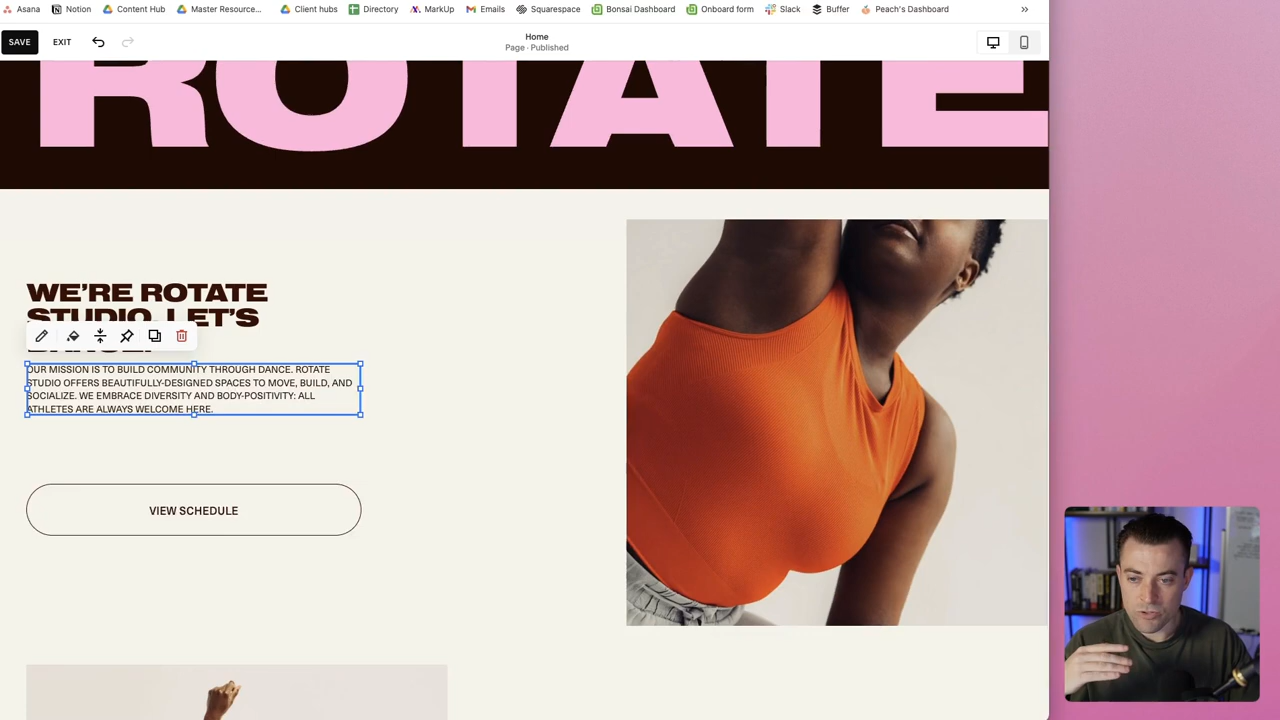 Asana Notion Content Hub Master Resource... Client hubs Directory MarkUp Emails Squarespace Bonsai Dashboard Onboard form Slack Buffer Peach's Dashboard »
SAVE EXIT
Home
Page · Published
ROTATE
WE'RE ROTATE
STUDIO. LET'S
OUR MISSION IS TO BUILD COMMUNITY THROUGH DANCE. ROTATE
STUDIO OFFERS BEAUTIFULLY-DESIGNED SPACES TO MOVE, BUILD, AND
SOCIALIZE. WE EMBRACE DIVERSITY AND BODY-POSITIVITY: ALL
ATHLETES ARE ALWAYS WELCOME HERE.
VIEW SCHEDULE